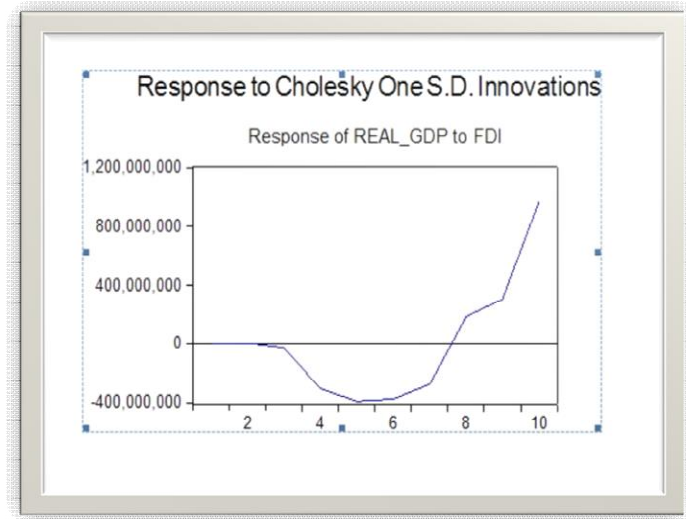 Response to Cholesky One S.D. Innovations
Response of REAL_GDP to FDI
1,200,000,000
800,000,000
400,000,000
0
-400,000,000
2 4 6 8 10